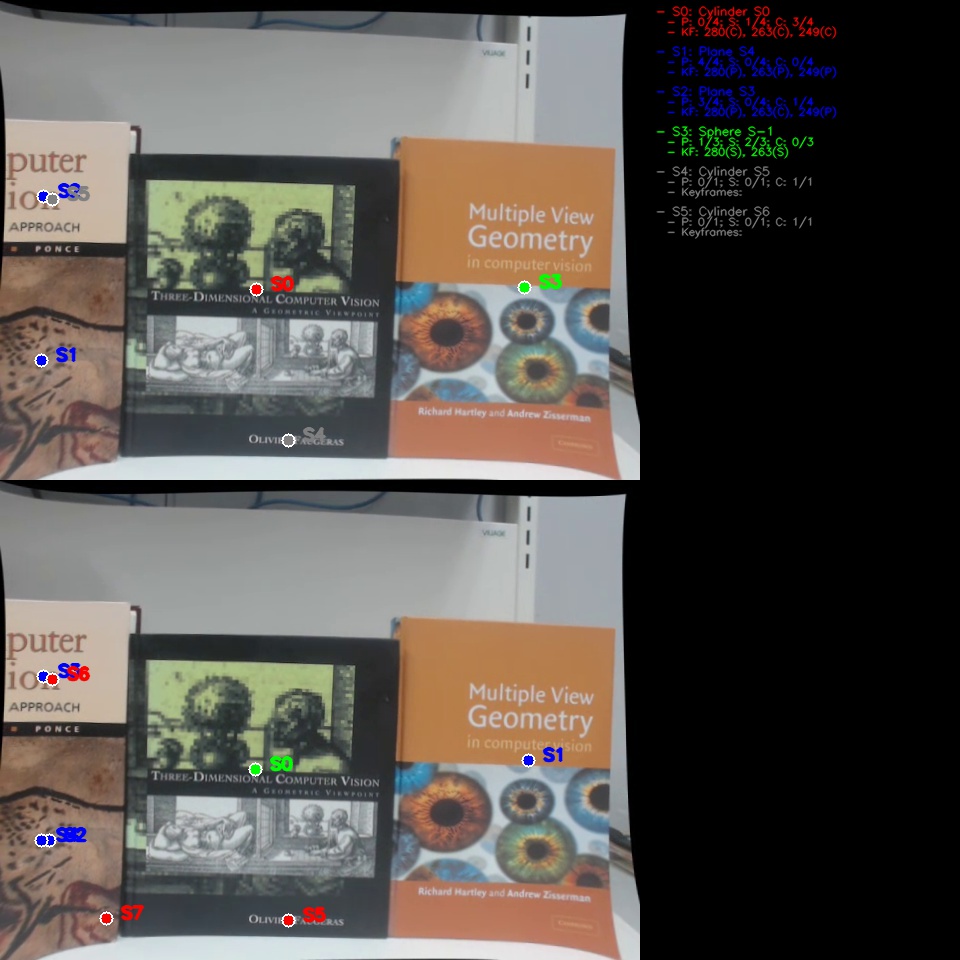 VIJAGE
puter
ion
APPROACH
PONCE
S5
S1
THREE-DIMENSIONAL COMPUTER VISION
A GEOMETRIC VIEWPOINT
S0
OLIVIER FAUGERAS
S4
Multiple View
Geometry
in computer vision
S3
Richard Hartley and Andrew Zisserman
CAMBRIDGE
- S0: Cylinder S0
- P: 0/4; S: 1/4; C: 3/4
- KF: 280(C), 263(C), 249(C)
- S1: Plane S4
- P: 4/4; S: 0/4; C: 0/4
- KF: 280(P), 263(P), 249(P)
- S2: Plane S3
- P: 3/4; S: 0/4; C: 1/4
- KF: 280(P), 263(C), 249(P)
- S3: Sphere S-1
- P: 1/3; S: 2/3; C: 0/3
- KF: 280(S), 263(S)
- S4: Cylinder S5
- P: 0/1; S: 0/1; C: 1/1
- Keyframes:
- S5: Cylinder S6
- P: 0/1; S: 0/1; C: 1/1
- Keyframes:
puter
ion
APPROACH
PONCE
S6
S7
THREE-DIMENSIONAL COMPUTER VISION
A GEOMETRIC VIEWPOINT
S0
OLIVIER FAUGERAS
S5
Multiple View
Geometry
in computer vision
S1
Richard Hartley and Andrew Zisserman